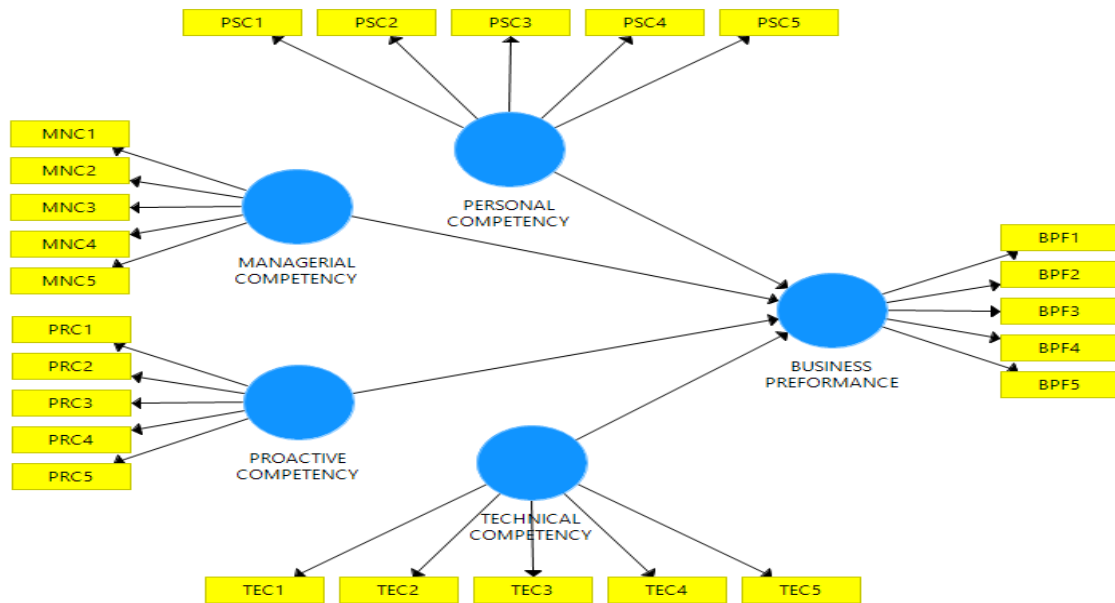 PSC1
PSC2
PSC3
PSC4
PSC5
PERSONAL
COMPETENCY
MNC1
MNC2
MNC3
MNC4
MNC5
MANAGERIAL
COMPETENCY
PRC1
PRC2
PRC3
PRC4
PRC5
PROACTIVE
COMPETENCY
BPF1
BPF2
BPF3
BPF4
BPF5
BUSINESS
PREFORMANCE
TECHNICAL
COMPETENCY
TEC1
TEC2
TEC3
TEC4
TEC5